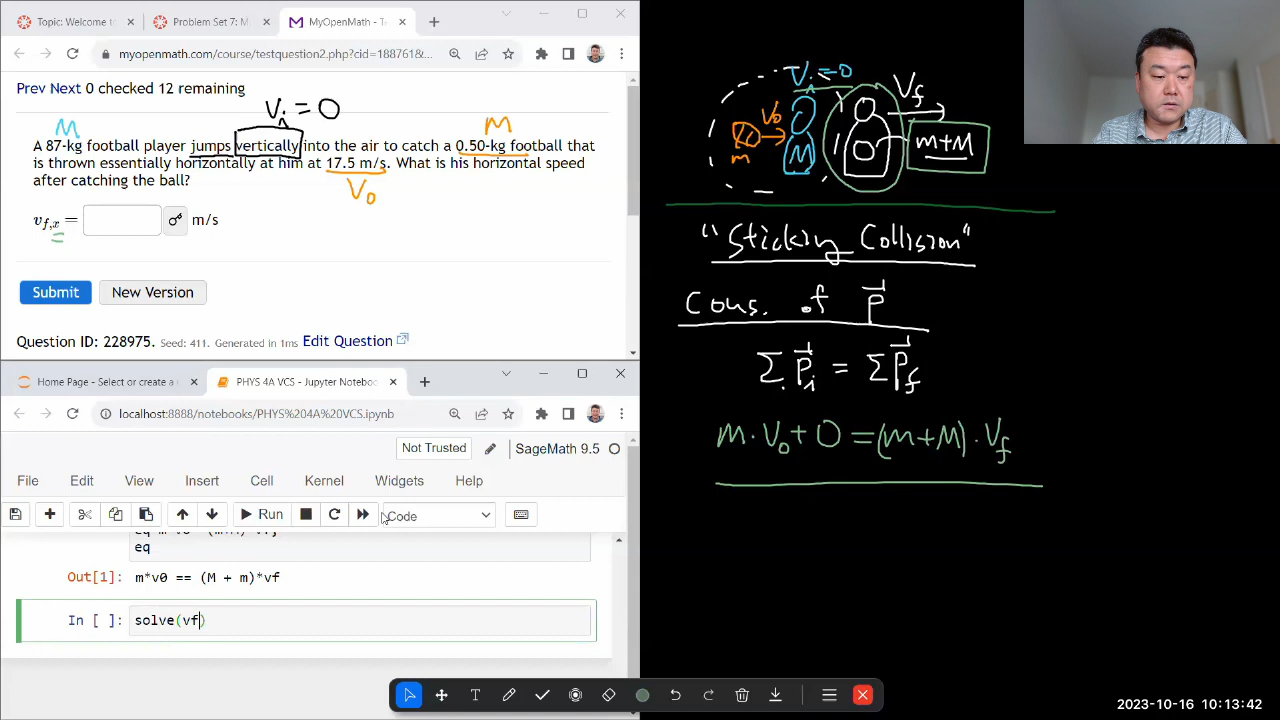 Topic: Welcome t
Problem Set 7: M
MyOpenMath - Te
myopenmath.com/course/testquestion2.php?cid=188761&...
Prev Next 0 checked 12 remaining
Vi = 0
M
m
A 87-kg football player jumps vertically into the air to catch a 0.50-kg football that
is thrown essentially horizontally at him at 17.5 m/s. What is his horizontal speed
after catching the ball?
V0
vf,x =
m/s
Submit
New Version
Question ID: 228975. Seed: 411. Generated in 1ms Edit Question
Home Page - Select or create a
PHYS 4A VCS - Jupyter Noteboo
localhost:8888/notebooks/PHYS%204A%20VCS.ipynb
Not Trusted
SageMath 9.5
File Edit View Insert Cell Kernel Widgets Help
Run
Code
eq
Out[1]: m*v0 == (M + m)*vf
In [ ]: solve(vf)
Vi = 0
V0
Vf
m
M
m+M
"Sticking Collision"
Cons. of P
Σ Pi = Σ Pf
m · V0 + 0 = (m+M) · Vf
2023-10-16 10:13:42